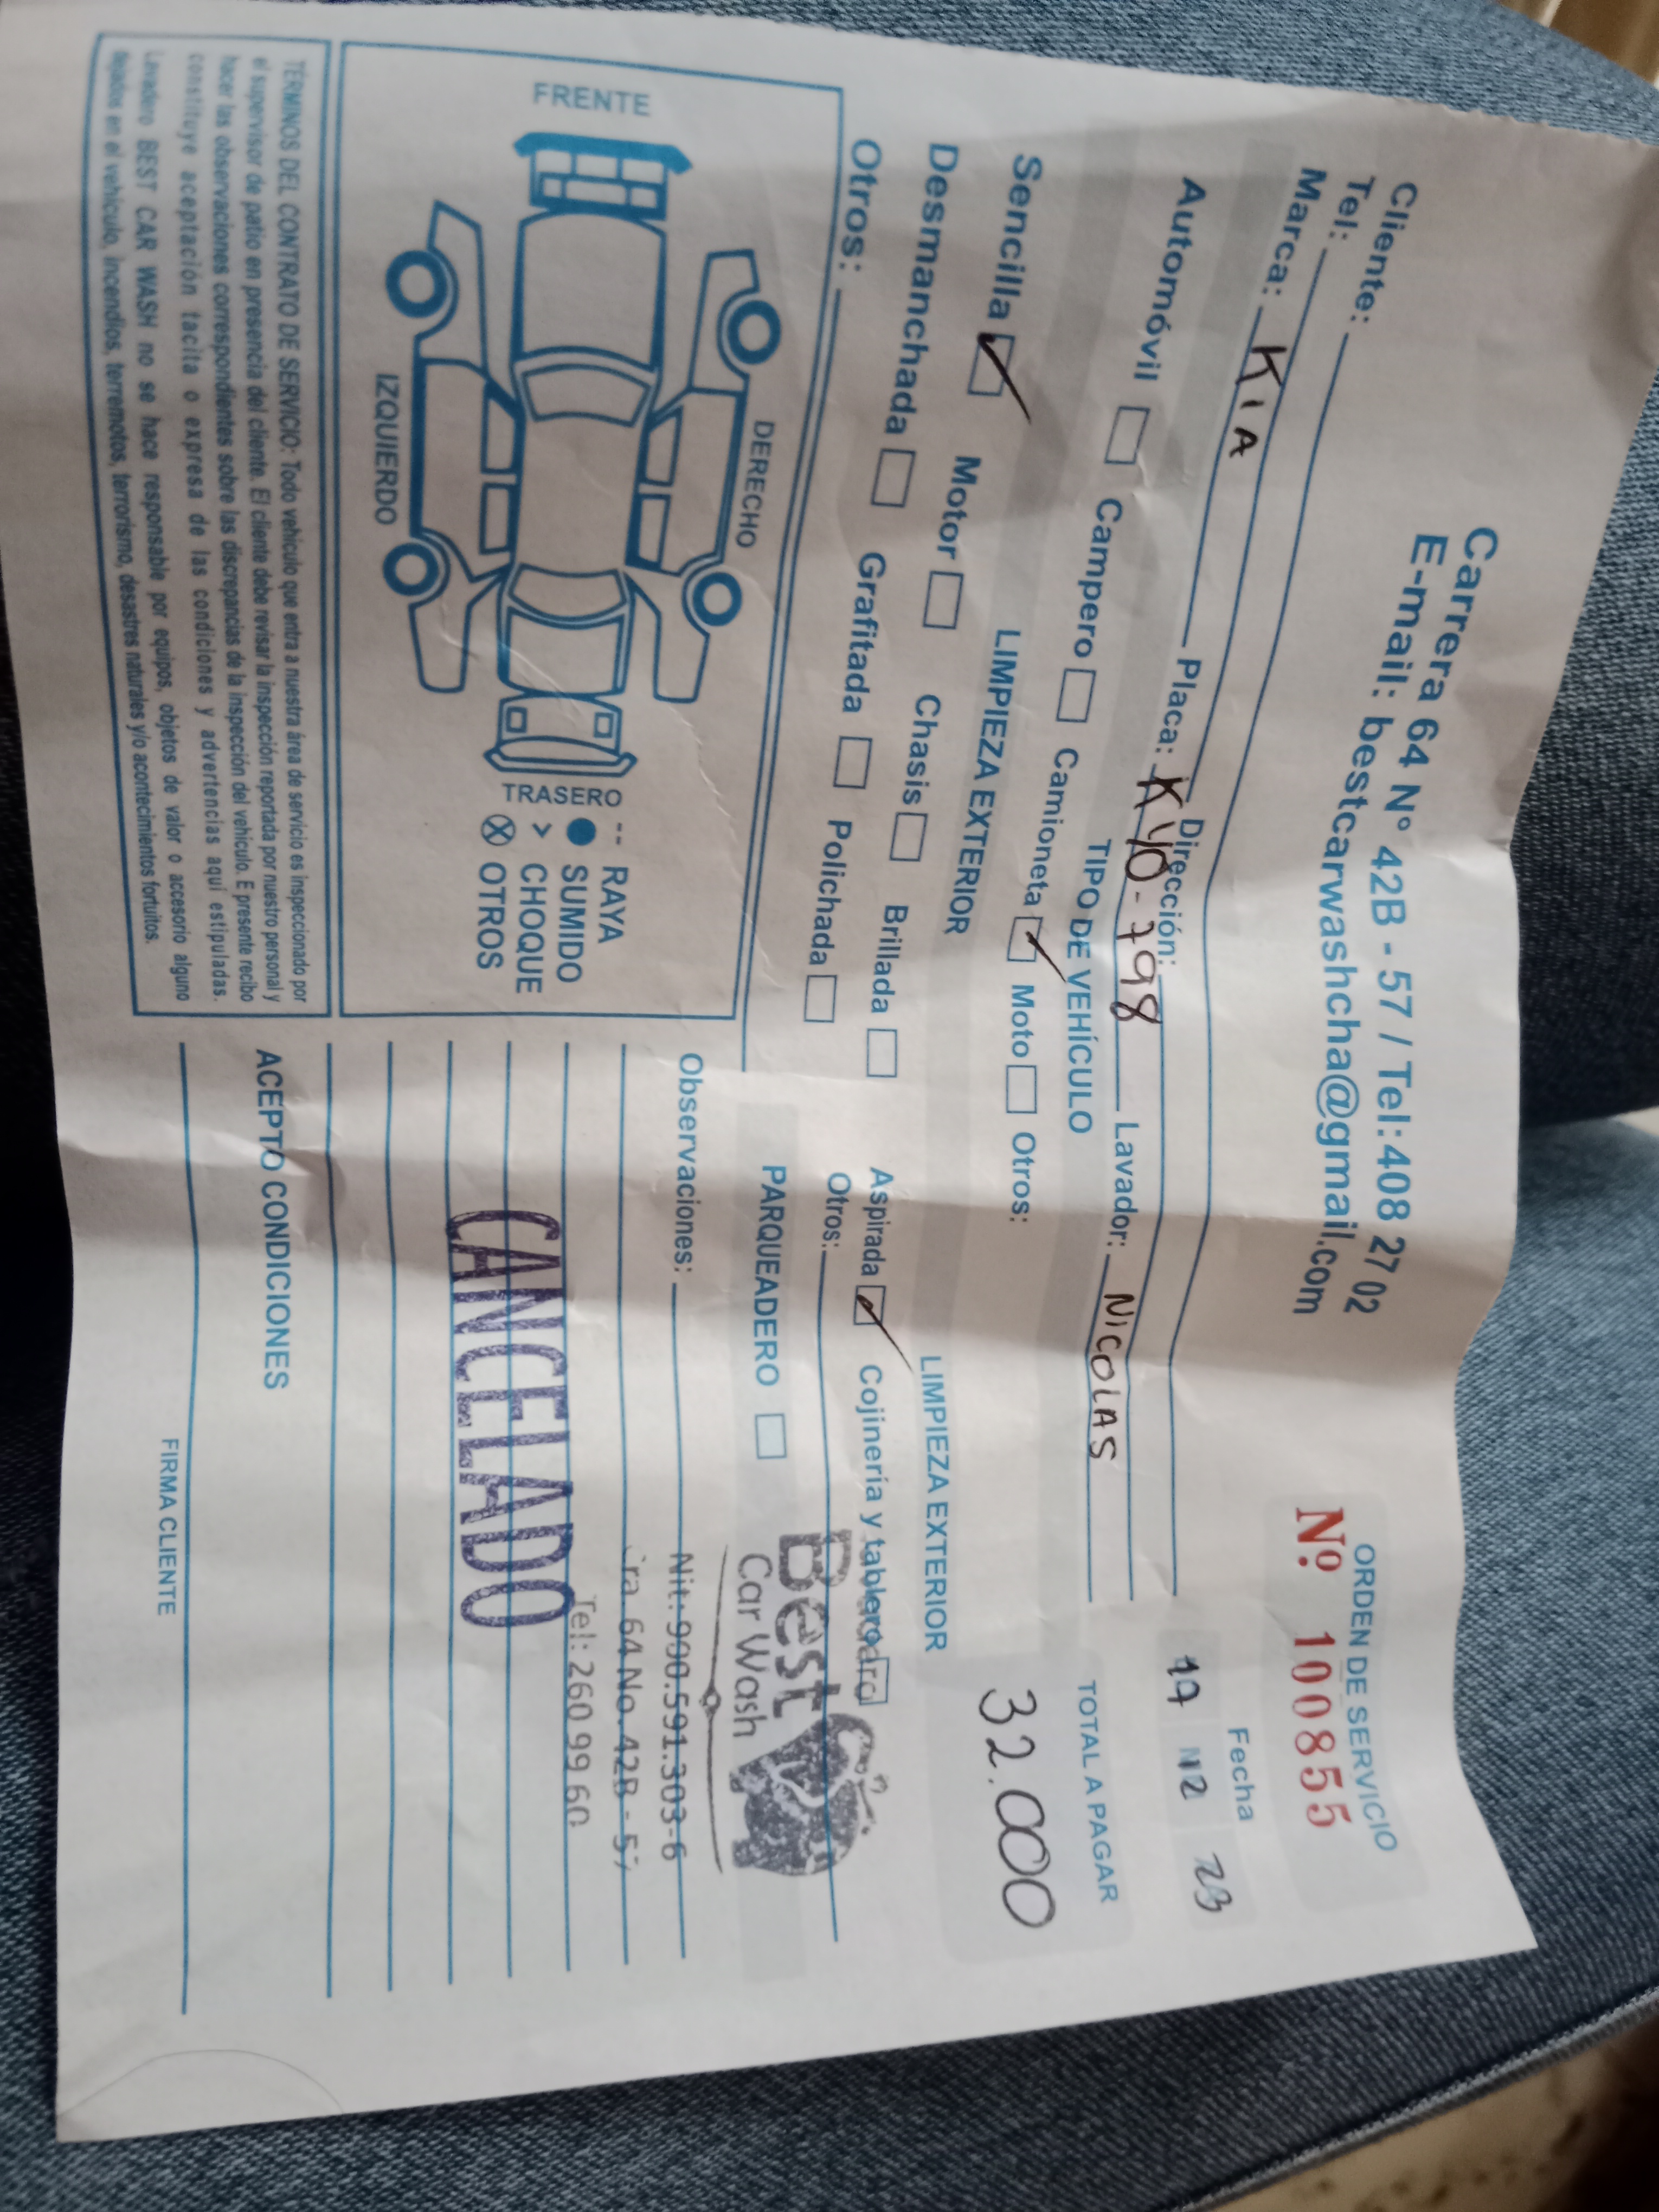 Carrera 64 N° 42B - 57 / Tel: 408 27 02
E-mail: bestcarwashcha@gmail.com
ORDEN DE SERVICIO
Nº 100855
Cliente:
Tel:
Dirección:
Fecha
Marca: KIA
Placa: KYO-798
Lavador: NICOLAS
12 23
TIPO DE VEHÍCULO
TOTAL A PAGAR
Automóvil
Campero
Camioneta
Moto
Otros:
32.000
LIMPIEZA EXTERIOR
LIMPIEZA EXTERIOR
Sencilla
Motor
Chasis
Brillada
Aspirada
Cojinería y tablero
Desmanchada
Grafitada
Polichada
Otros:
Otros:
PARQUEADERO
FRENTE
DERECHO
IZQUIERDO
TRASERO
-- RAYA
SUMIDO
> CHOQUE
OTROS
Observaciones:
Best
Car Wash
Nit: 900.591.303-6
Cra. 64 No. 42B - 57
Tel: 260 99 60
CANCELADO
TÉRMINOS DEL CONTRATO DE SERVICIO: Todo vehículo que entra a nuestra área de servicio es inspeccionado por
el supervisor de patio en presencia del cliente. El cliente debe revisar la inspección reportada por nuestro personal y
hacer las observaciones correspondientes sobre las discrepancias de la inspección del vehículo. E presente recibo
constituye aceptación tacita o expresa de las condiciones y advertencias aquí estipuladas.
Lavadero BEST CAR WASH no se hace responsable por equipos, objetos de valor o accesorio alguno
dejados en el vehículo, incendios, terremotos, terrorismo, desastres naturales y/o acontecimientos fortuitos.
ACEPTO CONDICIONES
FIRMA CLIENTE